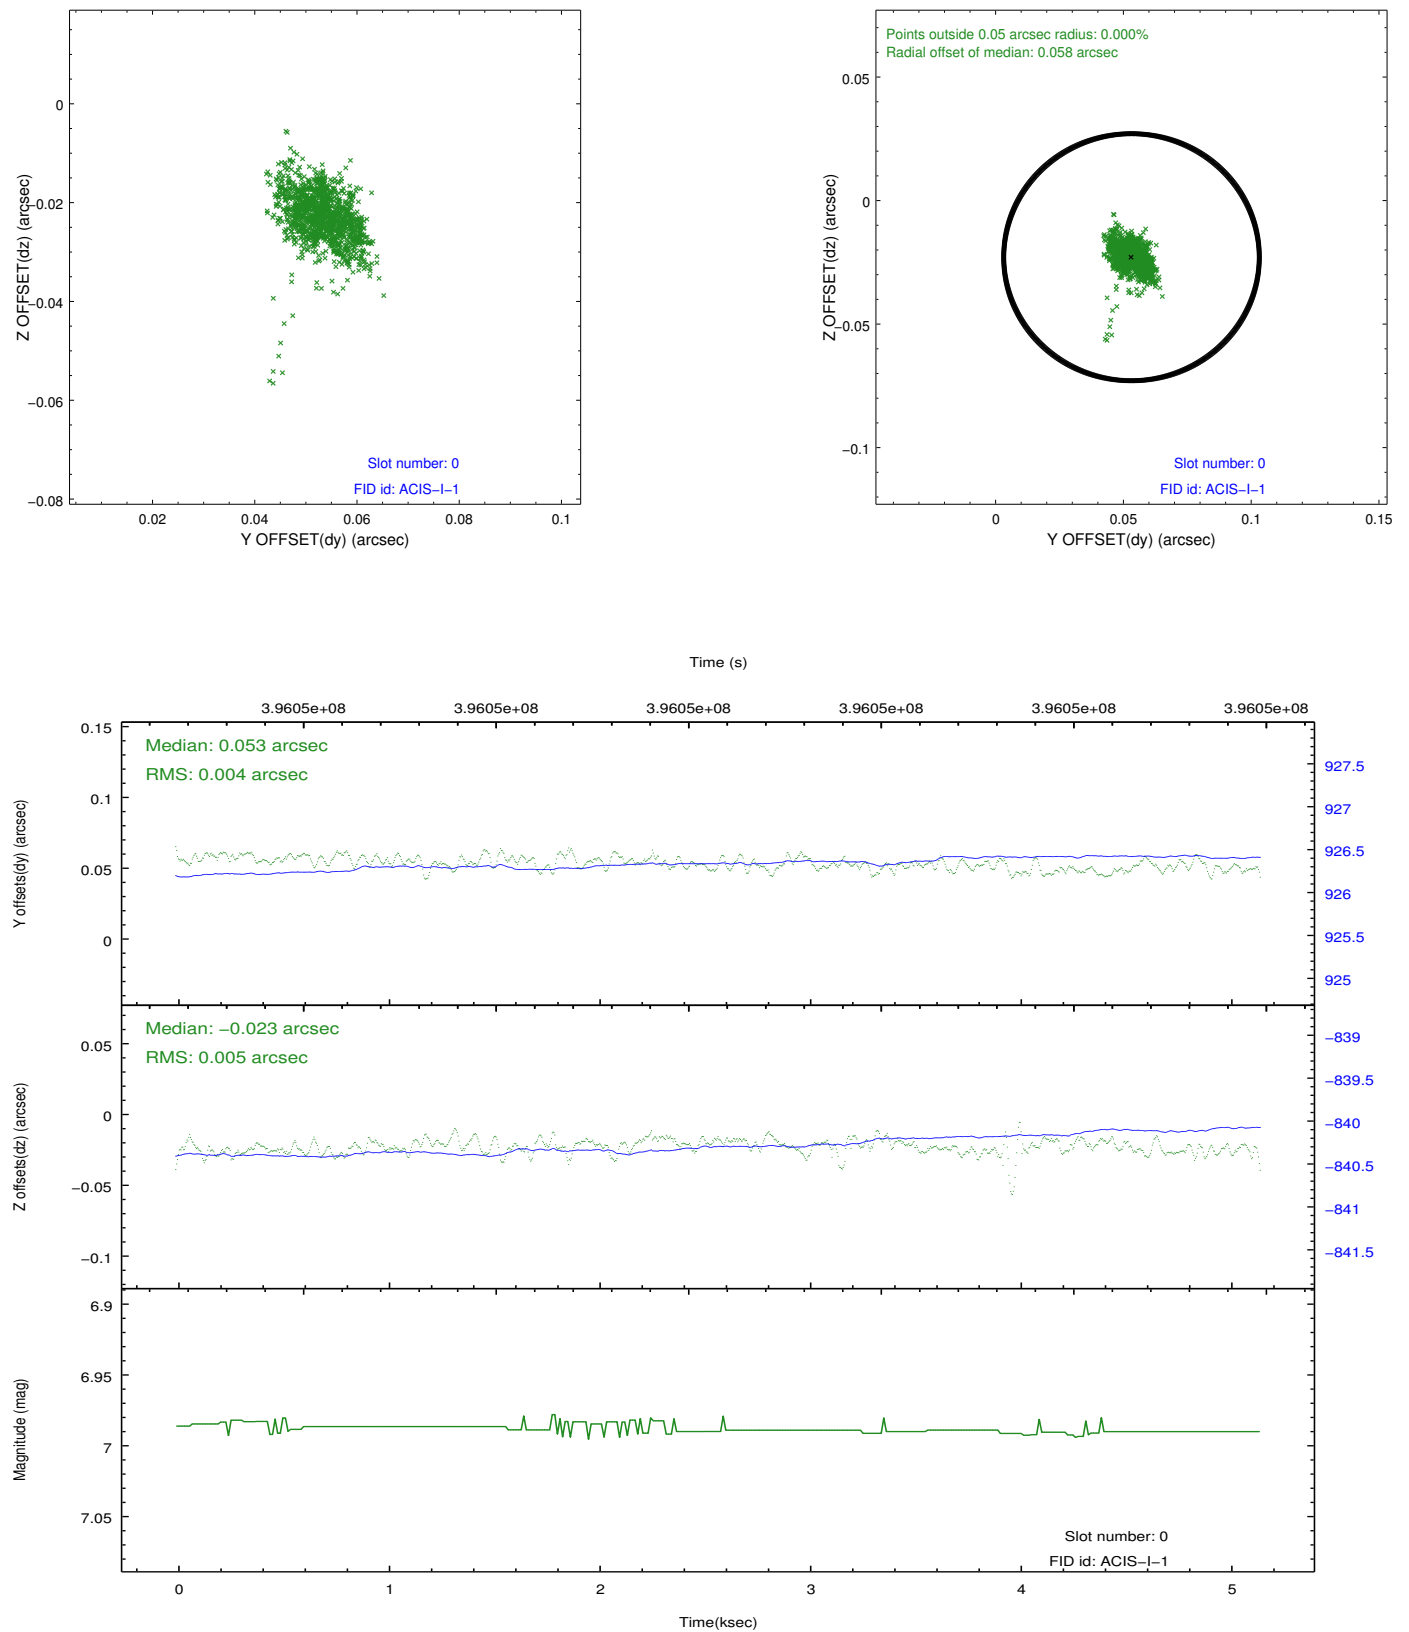 0
−0.02
−0.04
−0.06
−0.08
Z OFFSET(dz) (arcsec)
Slot number: 0
FID id: ACIS−I−1
0.02
0.04
0.06
0.08
0.1
Y OFFSET(dy) (arcsec)
Points outside 0.05 arcsec radius: 0.000%
Radial offset of median: 0.058 arcsec
0.05
0
−0.05
−0.1
Z OFFSET(dz) (arcsec)
Slot number: 0
FID id: ACIS−I−1
0
0.05
0.1
0.15
Y OFFSET(dy) (arcsec)
Time (s)
3.9605e+08
3.9605e+08
3.9605e+08
3.9605e+08
3.9605e+08
3.9605e+08
Median: 0.053 arcsec
RMS: 0.004 arcsec
0.15
0.1
0.05
0
Y offsets(dy) (arcsec)
927.5
927
926.5
926
925.5
925
Median: −0.023 arcsec
RMS: 0.005 arcsec
0.05
0
−0.05
−0.1
Z offsets(dz) (arcsec)
−839
−839.5
−840
−840.5
−841
−841.5
6.9
6.95
7
7.05
Magnitude (mag)
Slot number: 0
FID id: ACIS−I−1
0
1
2
3
4
5
Time(ksec)